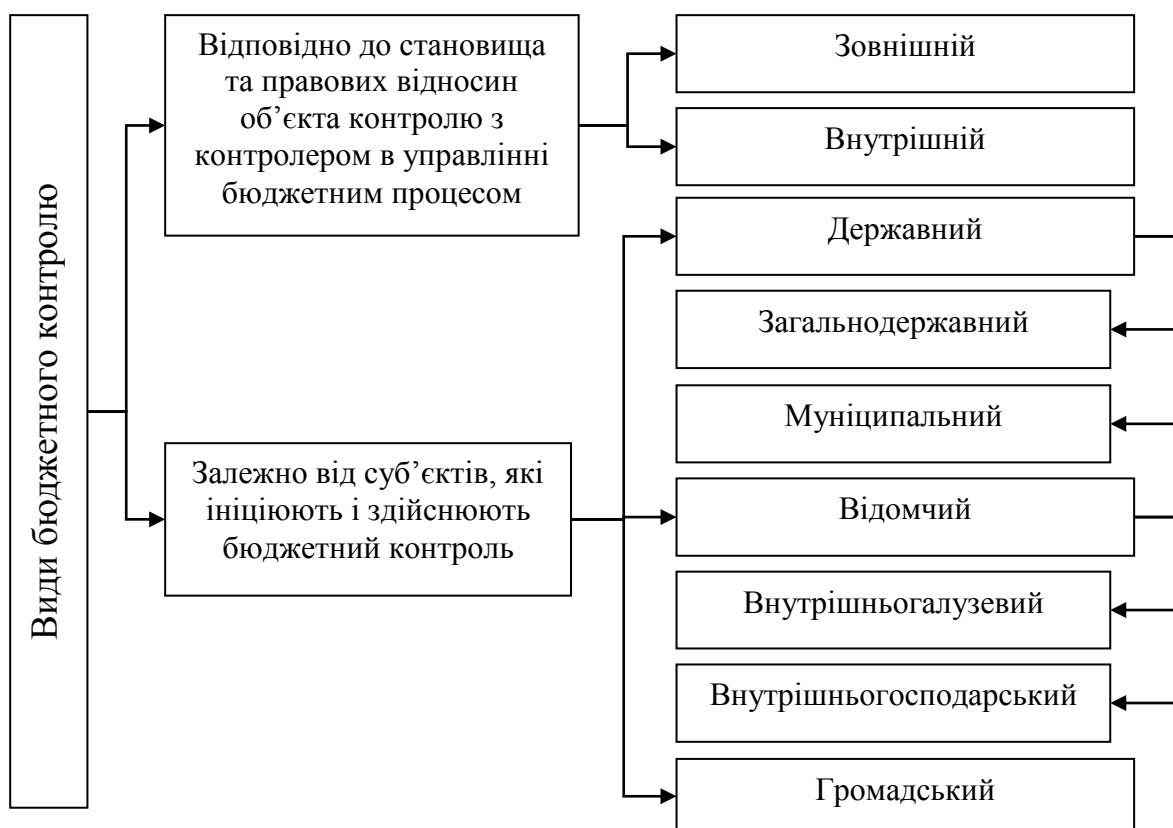 Види бюджетного контролю
Відповідно до становища
та правових відносин
об’єкта контролю з
контролером в управлінні
бюджетним процесом
Зовнішній
Внутрішній
Залежно від суб’єктів, які
ініціюють і здійснюють
бюджетний контроль
Державний
Загальнодержавний
Муніципальний
Відомчий
Внутрішньогалузевий
Внутрішньогосподарський
Громадський